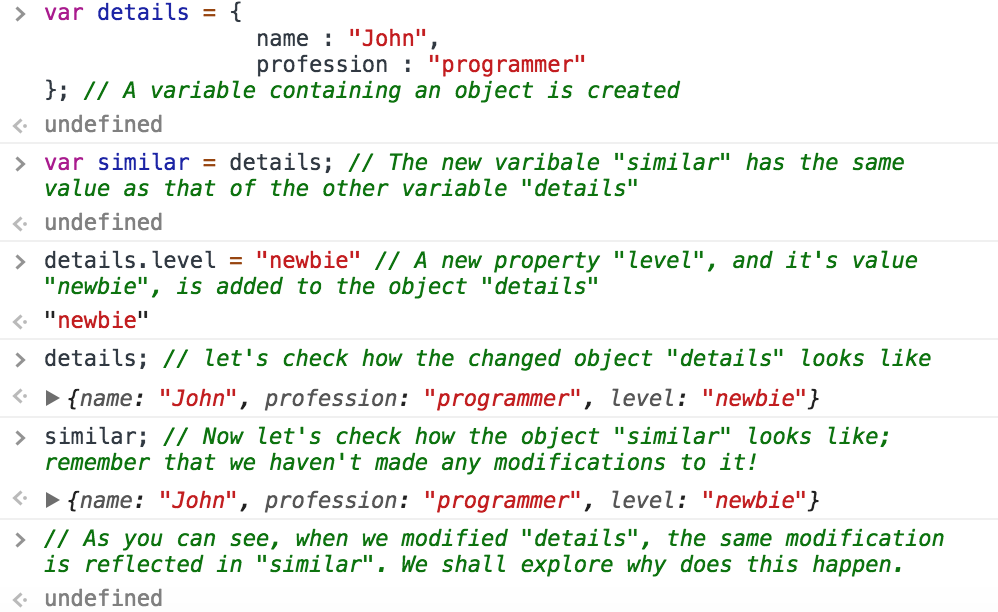 > var details = {
name : "John",
profession : "programmer"
}; // A variable containing an object is created
undefined
> var similar = details; // The new varibale "similar" has the same
value as that of the other variable "details"
undefined
> details.level = "newbie" // A new property "level", and it's value
"newbie", is added to the object "details"
"newbie"
> details; // let's check how the changed object "details" looks like
{name: "John", profession: "programmer", level: "newbie"}
> similar; // Now let's check how the object "similar" looks like;
remember that we haven't made any modifications to it!
{name: "John", profession: "programmer", level: "newbie"}
> // As you can see, when we modified "details", the same modification
is reflected in "similar". We shall explore why does this happen.
undefined